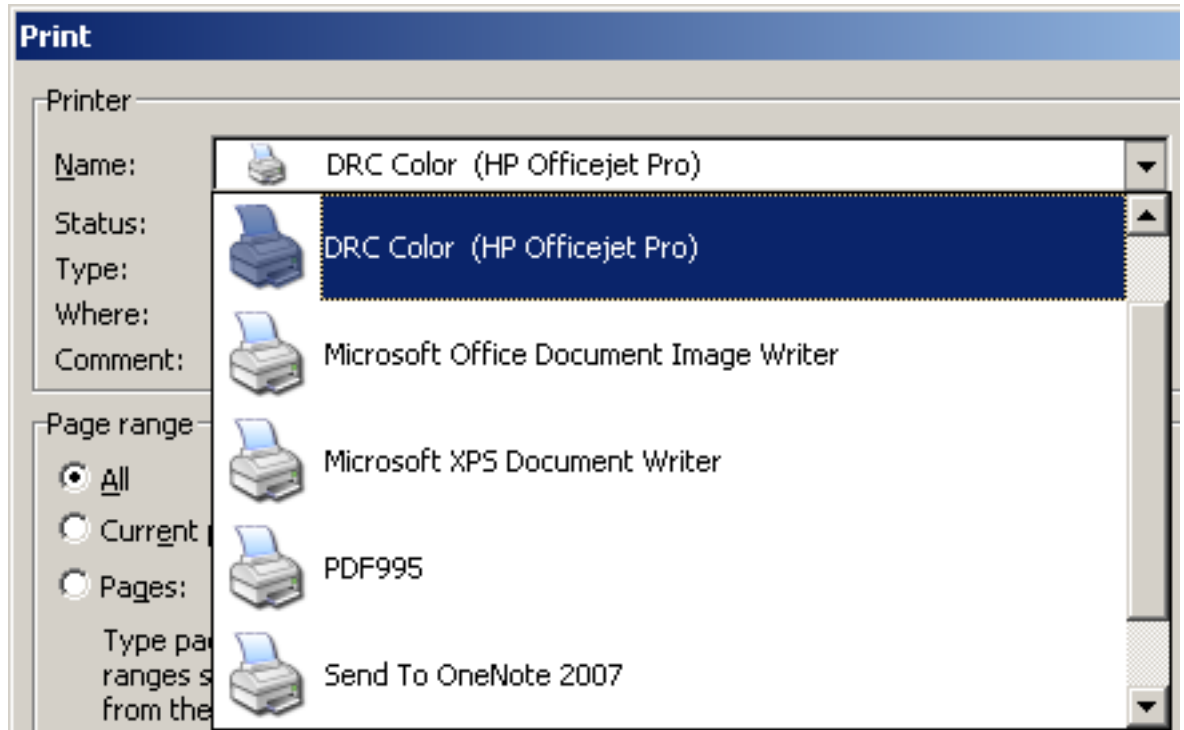 Print
Printer
Name:
DRC Color (HP Officejet Pro)
DRC Color (HP Officejet Pro)
Status:
Type:
Where:
Comment:
Microsoft Office Document Image Writer
Microsoft XPS Document Writer
PDF995
Send To OneNote 2007
Page range
All
Current
Pages:
Type
ranges
from the